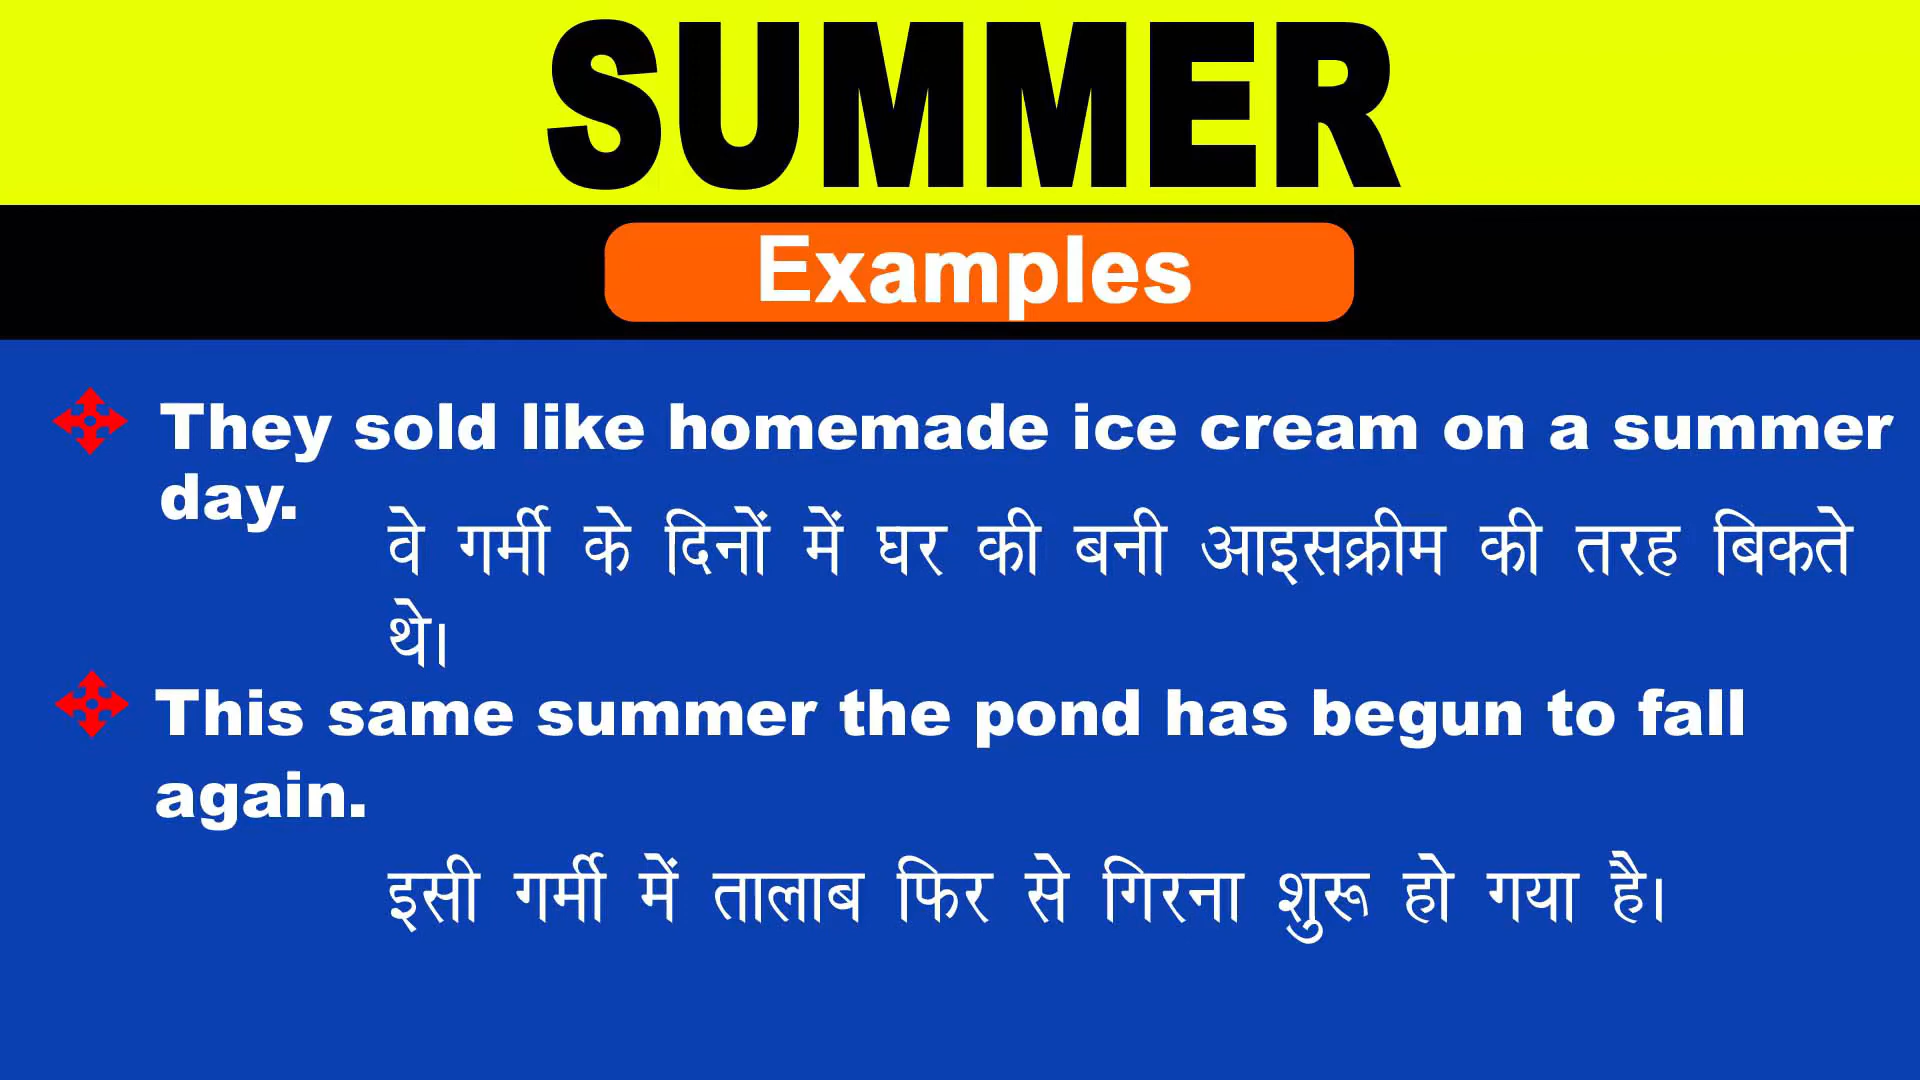 SUMMER
Examples
They sold like homemade ice cream on a summer
day.
वे गर्मी के दिनों में घर की बनी आइसक्रीम की तरह बिकते
थे।
This same summer the pond has begun to fall
again.
इसी गर्मी में तालाब फिर से गिरना शुरू हो गया है।